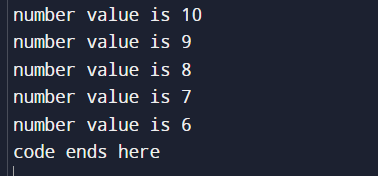 number value is 10
number value is 9
number value is 8
number value is 7
number value is 6
code ends here